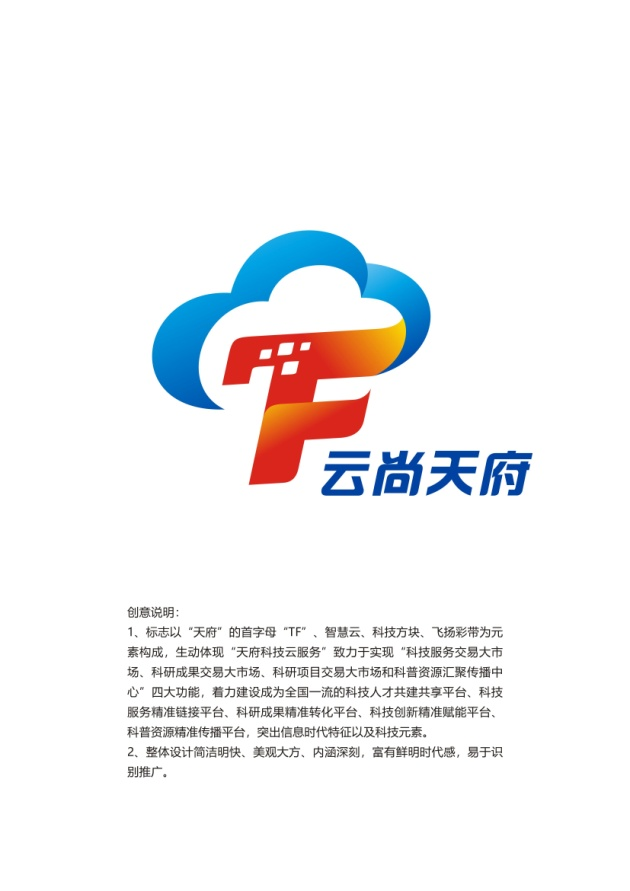 TF
云尚天府
创意说明：
1、标志以“天府”的首字母“TF”、智慧云、科技方块、飞扬彩带为元
素构成，生动体现“天府科技云服务”致力于实现“科技服务交易大市
场、科研成果交易大市场、科研项目交易大市场和科普资源汇聚传播中
心”四大功能，着力建设成为全国一流的科技人才共建共享平台、科技
服务精准链接平台、科研成果精准转化平台、科技创新精准赋能平台、
科普资源精准传播平台，突出信息时代特征以及科技元素。
2、整体设计简洁明快、美观大方、内涵深刻，富有鲜明时代感，易于识
别推广。